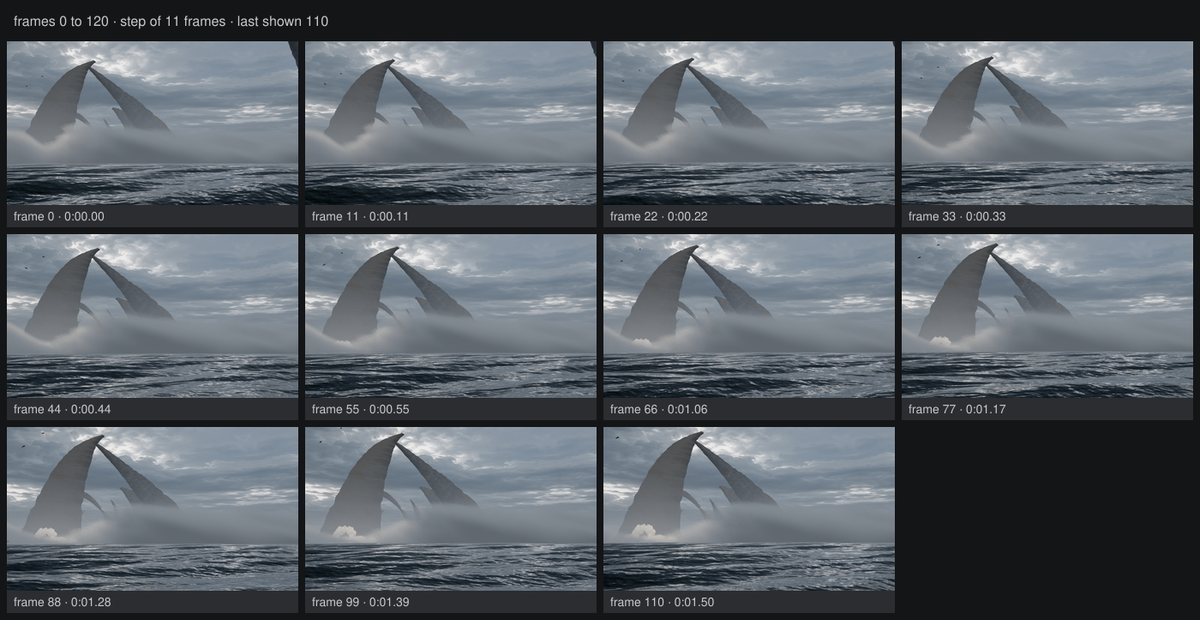 frames 0 to 120 · step of 11 frames · last shown 110
frame 0 · 0:00.00
frame 11 · 0:00.11
frame 22 · 0:00.22
frame 33 · 0:00.33
frame 44 · 0:00.44
frame 55 · 0:00.55
frame 66 · 0:01.06
frame 77 · 0:01.17
frame 88 · 0:01.28
frame 99 · 0:01.39
frame 110 · 0:01.50